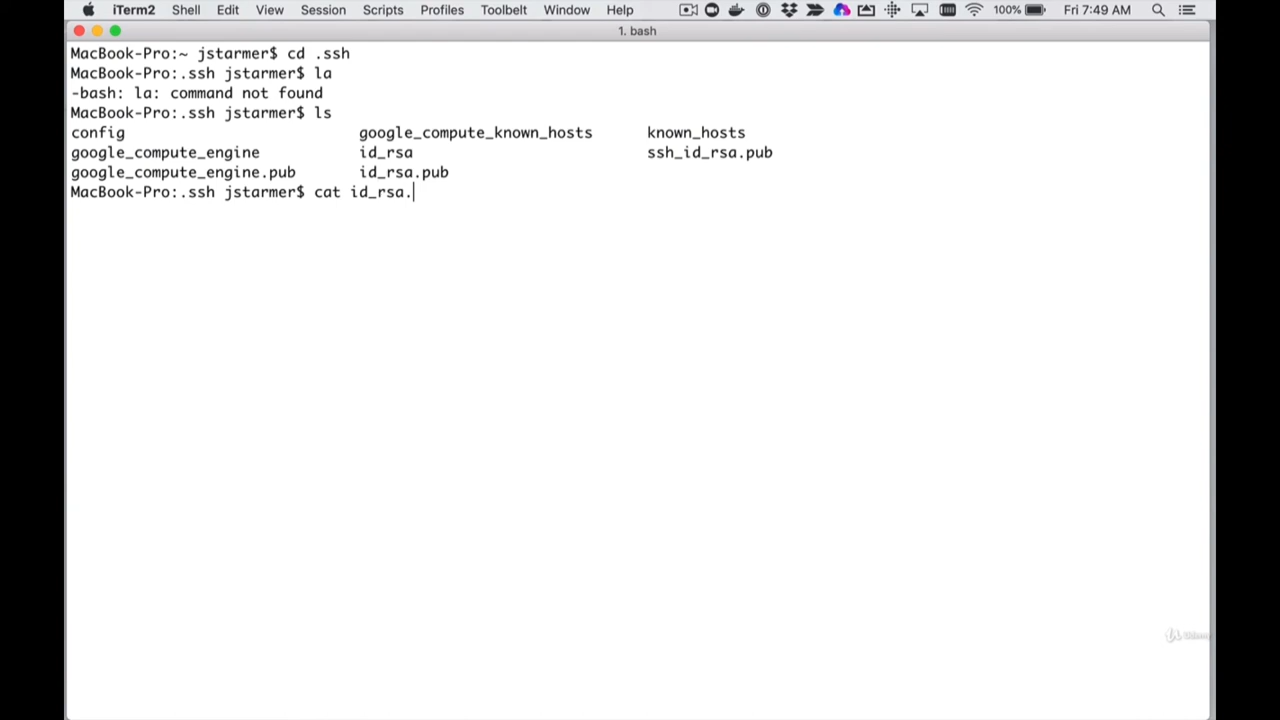 iTerm2 Shell Edit View Session Scripts Profiles Toolbelt Window Help 100% Fri 7:49 AM
1. bash
MacBook-Pro:~ jstarmer$ cd .ssh
MacBook-Pro:.ssh jstarmer$ la
-bash: la: command not found
MacBook-Pro:.ssh jstarmer$ ls
config google_compute_known_hosts known_hosts
google_compute_engine id_rsa ssh_id_rsa.pub
google_compute_engine.pub id_rsa.pub
MacBook-Pro:.ssh jstarmer$ cat id_rsa.
Udemy